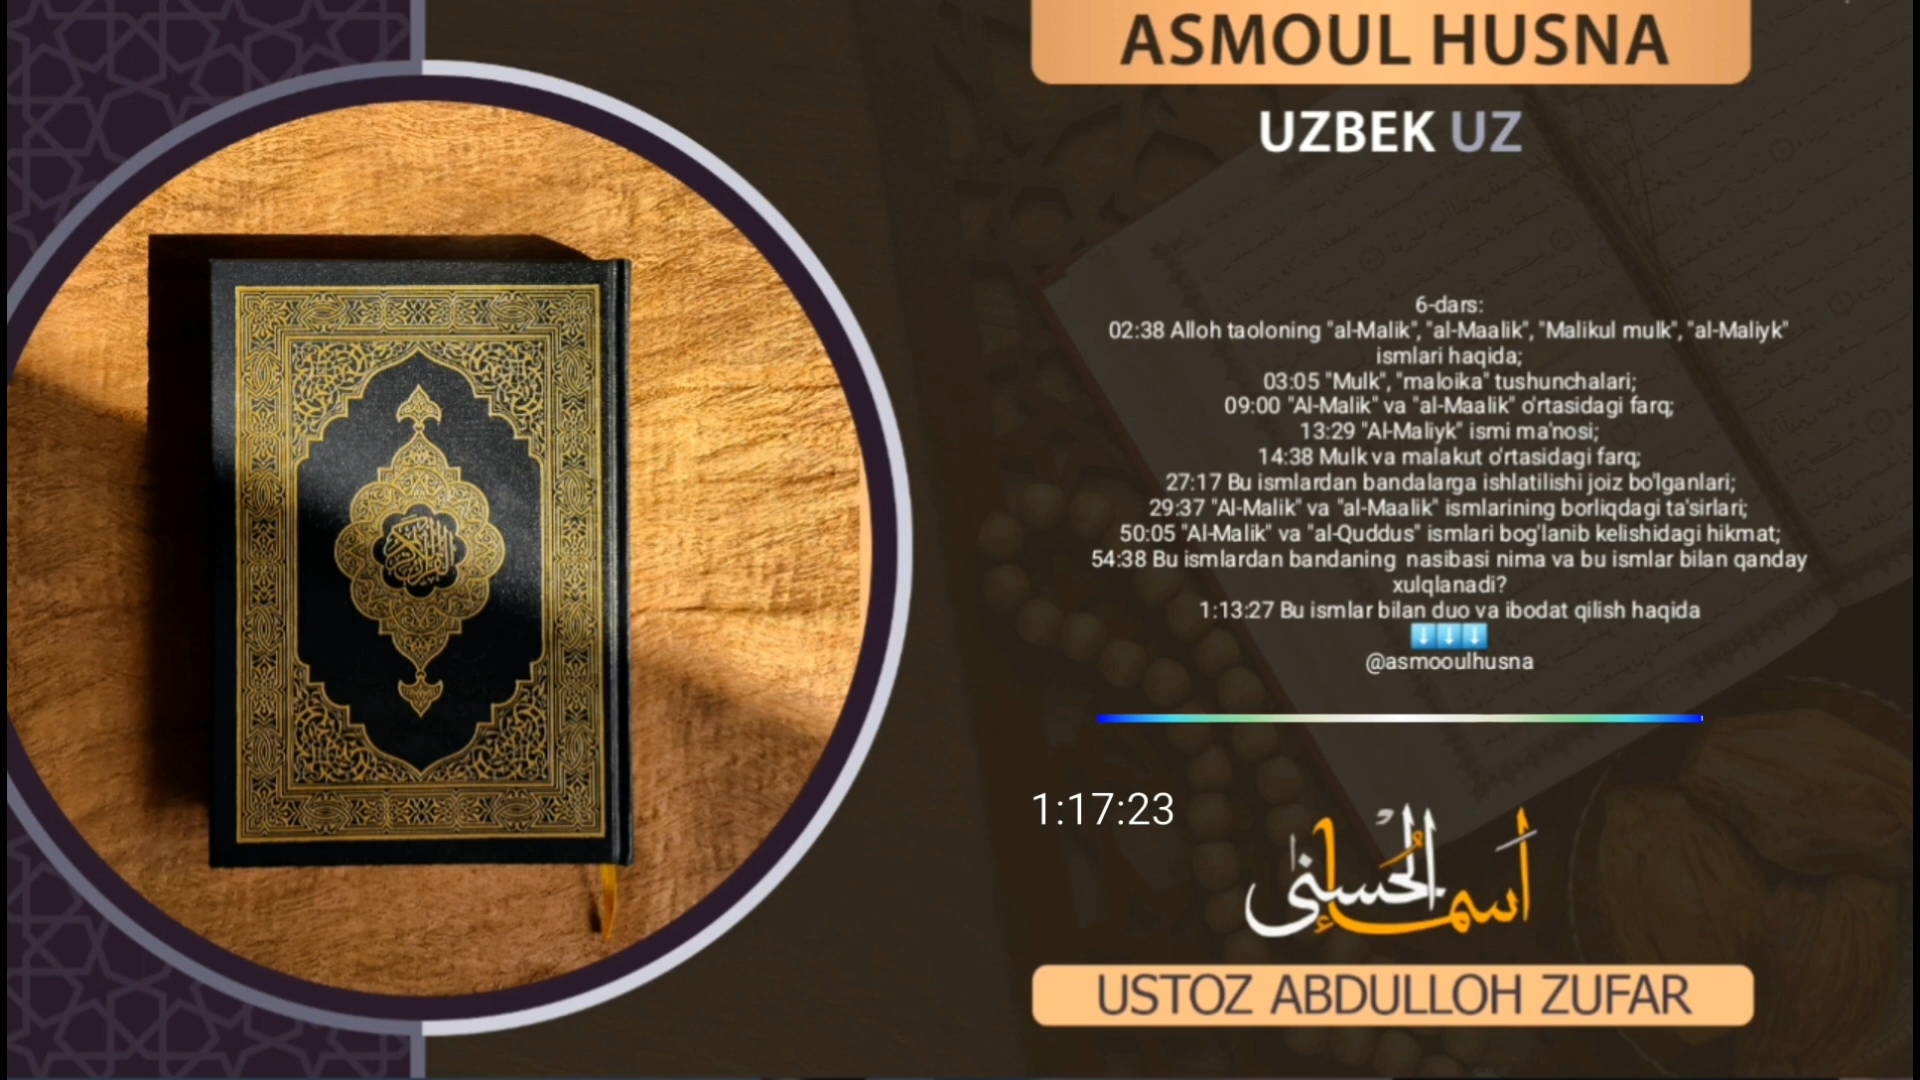 ASMOUL HUSNA
UZBEK UZ
6-dars:
02:38 Alloh taoloning "al-Malik", "al-Maalik", "Malikul mulk", "al-Maliyk"
ismlari haqida;
03:05 "Mulk", "maloika" tushunchalari;
09:00 "Al-Malik" va "al-Maalik" o'rtasidagi farq;
13:29 "Al-Maliyk" ismi ma'nosi;
14:38 Mulk va malakut o'rtasidagi farq;
27:17 Bu ismlardan bandalarga ishlatilishi joiz bo'lganlari;
29:37 "Al-Malik" va "al-Maalik" ismlarining borliqdagi ta'sirlari;
50:05 "Al-Malik" va "al-Quddus" ismlari bog'lanib kelishidagi hikmat;
54:38 Bu ismlardan bandaning nasibasi nima va bu ismlar bilan qanday
xulqlanadi?
1:13:27 Bu ismlar bilan duo va ibodat qilish haqida
⬇️⬇️⬇️
@asmooulhusna
1:17:23
أسماء الحُسنى
USTOZ ABDULLOH ZUFAR
القرآن الكريم